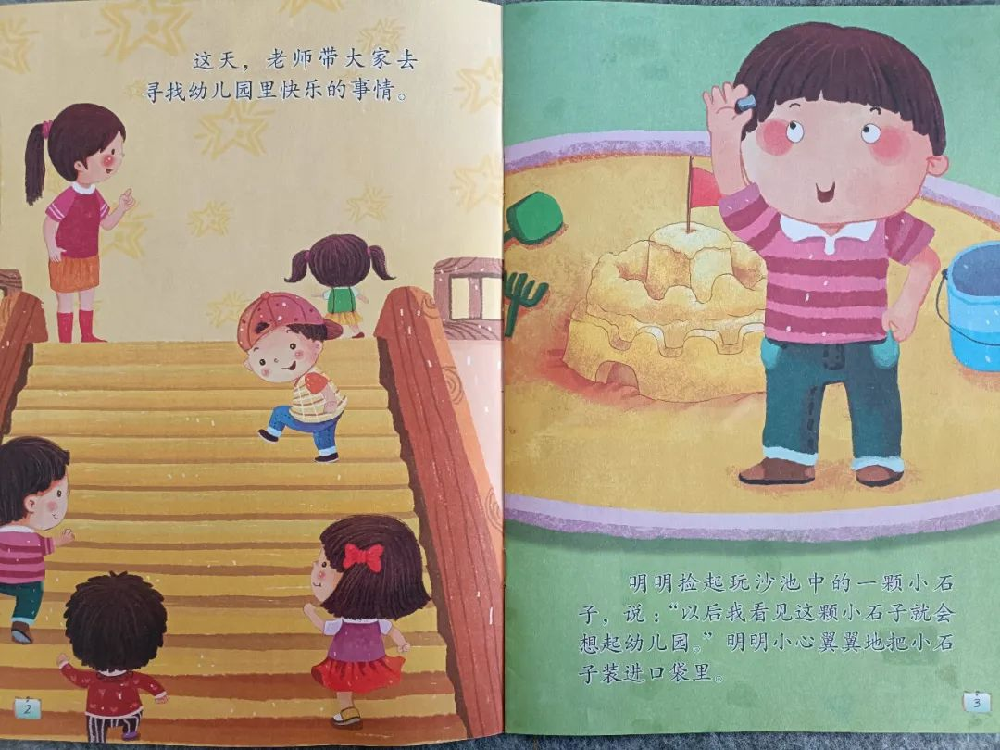 这天，老师带大家去
寻找幼儿园里快乐的事情。
2
明明捡起玩沙池中的一颗小石
子，说：“以后我看见这颗小石子就会
想起幼儿园。”明明小心翼翼地把小石
子装进口袋里。
3